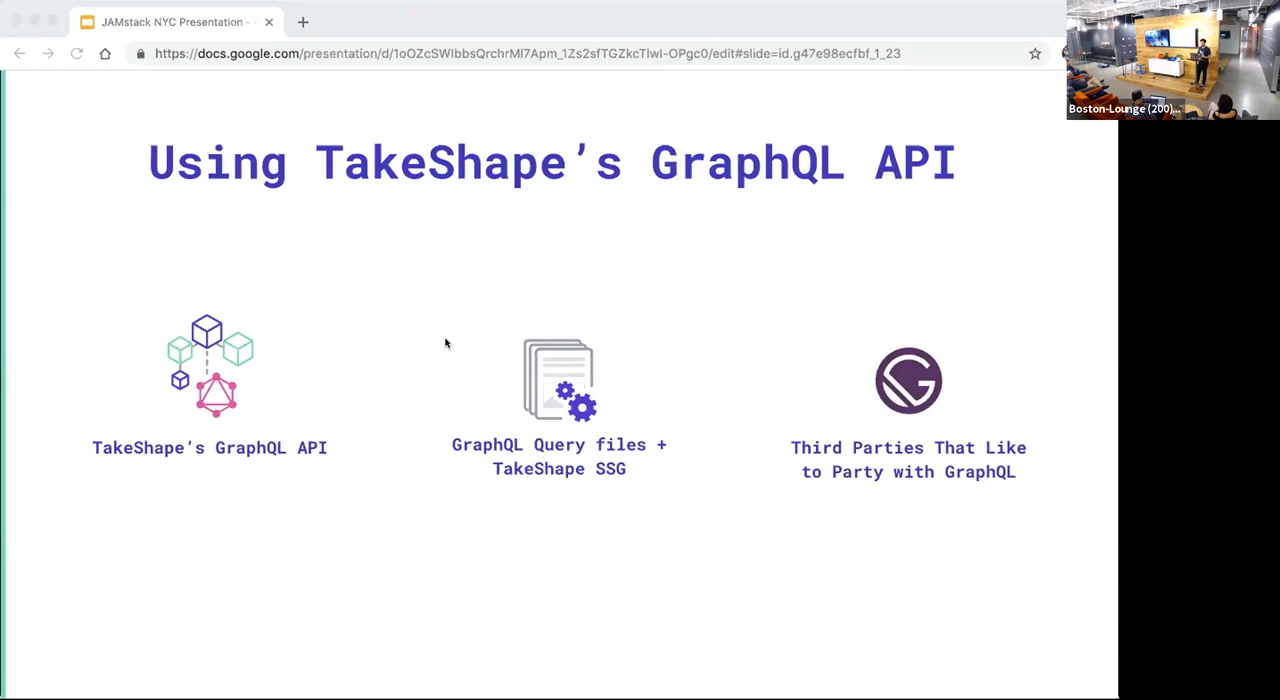 JAMstack NYC Presentation -
https://docs.google.com/presentation/d/1oOZcSWlbbsQrchrMl7Apm_1Zs2sfTGZkcTlwI-OPgc0/edit#slide=id.g47e98ecfbf_1_23
Boston-Lounge (200)...
Using TakeShape’s GraphQL API
TakeShape’s GraphQL API
GraphQL Query files +
TakeShape SSG
Third Parties That Like
to Party with GraphQL